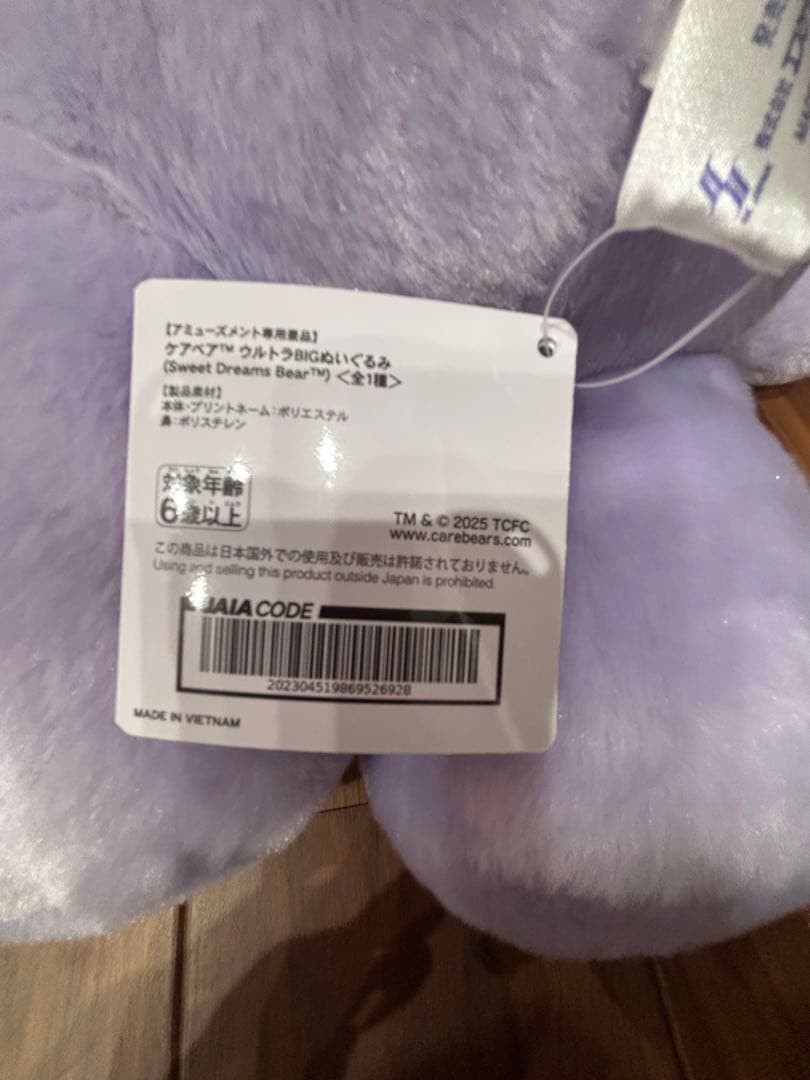 【アミューズメント専用景品】
ケアベア™ ウルトラBIGぬいぐるみ
(Sweet Dreams Bear™) <全1種>
【製品素材】
本体・プリントネーム:ポリエステル
鼻:ポリスチレン
対象年齢
6歳以上
TM & © 2025 TCFC
www.carebears.com
この商品は日本国外での使用及び販売は許諾されておりません。
Using and selling this product outside Japan is prohibited.
JAIA CODE
202304519869526928
MADE IN VIETNAM
株式会社